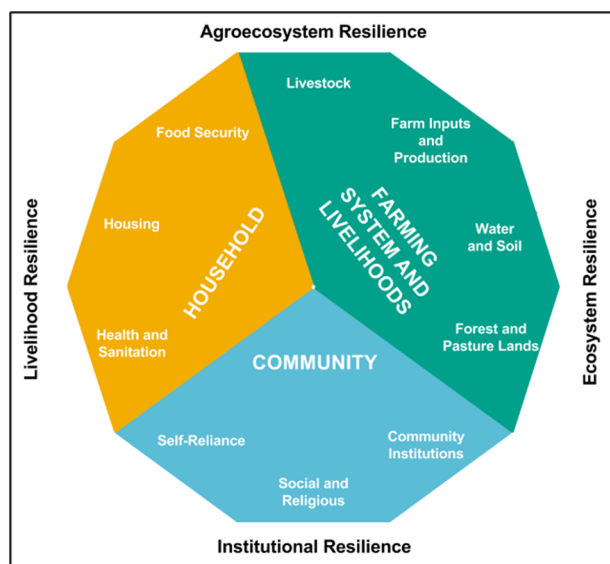 Agroecosystem Resilience
Livestock
Food Security
Farm Inputs
and
Production
Housing
HOUSEHOLD
FARMING
SYSTEM AND
LIVELIHOODS
Water
and Soil
Livelihood Resilience
Ecosystem Resilience
Health and
Sanitation
Forest and
Pasture Lands
COMMUNITY
Self-Reliance
Community
Institutions
Social and
Religious
Institutional Resilience